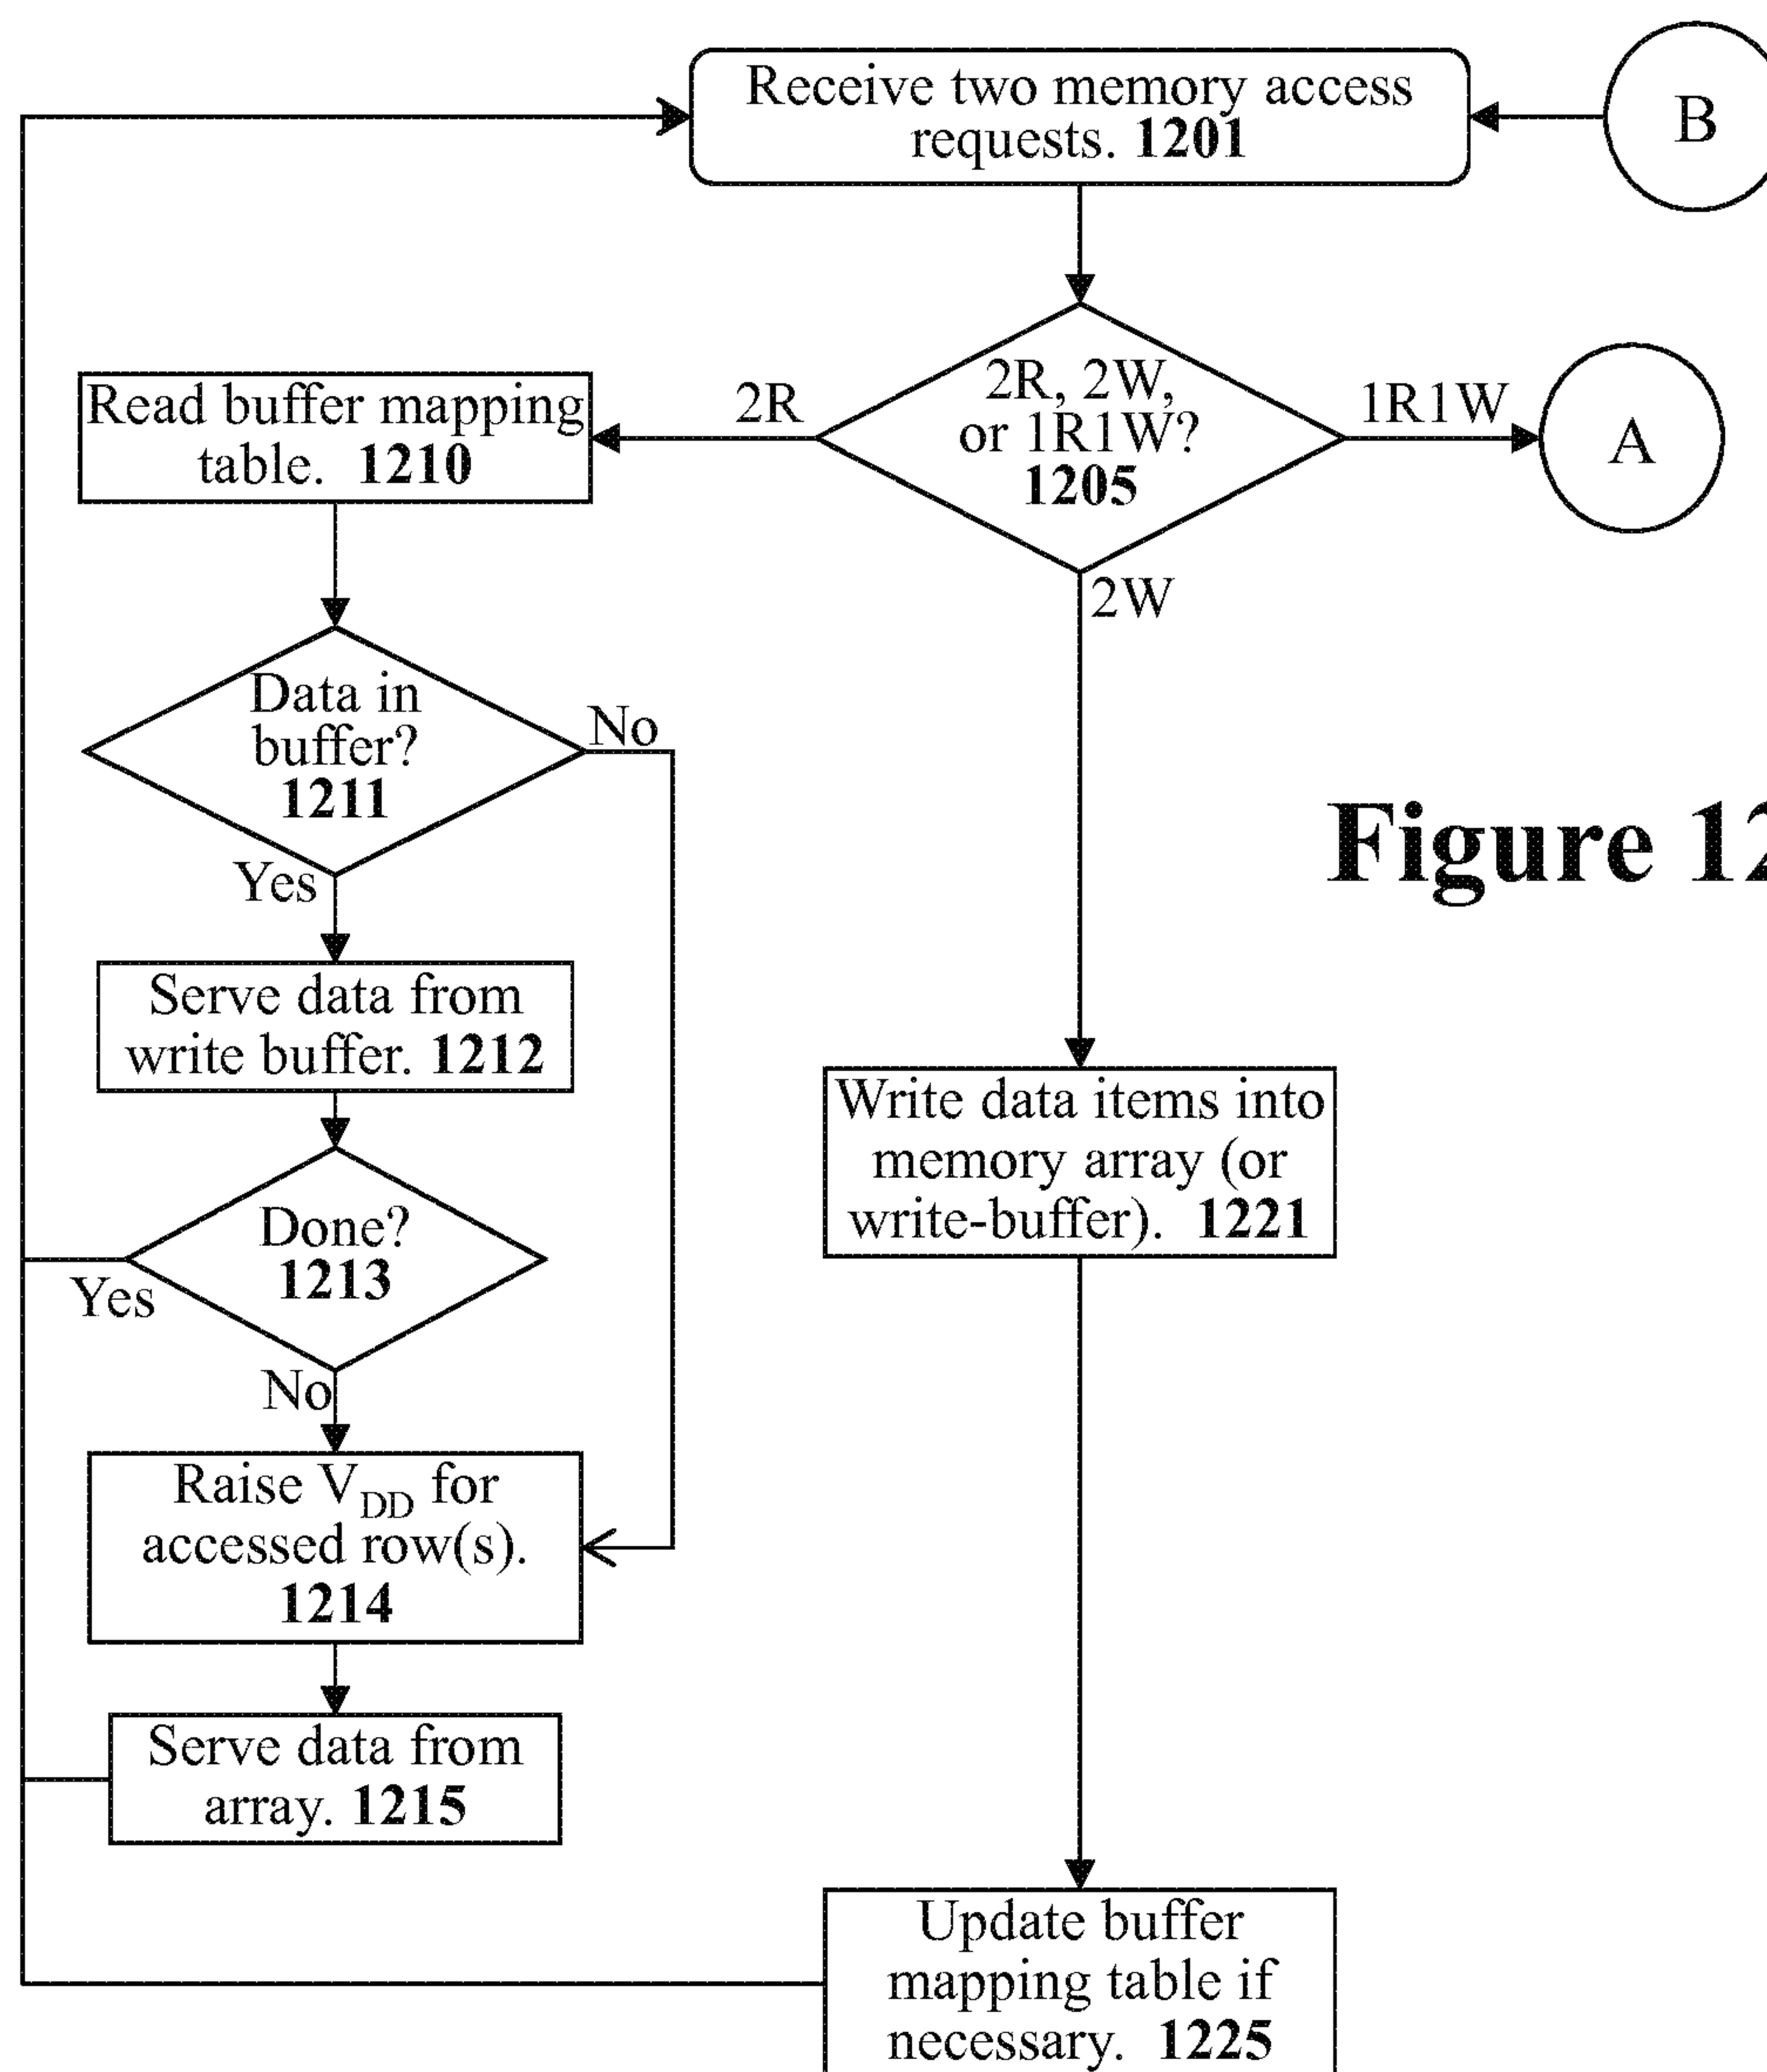 Receive two memory access
requests. 1201
B
2R, 2W,
or 1R1W?
1205
2R
1R1W
A
2W
Read buffer mapping
table. 1210
Data in
buffer?
1211
No
Yes
Serve data from
write buffer. 1212
Done?
1213
Yes
No
Raise VDD for
accessed row(s).
1214
Serve data from
array. 1215
Write data items into
memory array (or
write-buffer). 1221
Update buffer
mapping table if
necessary. 1225
Figure 12